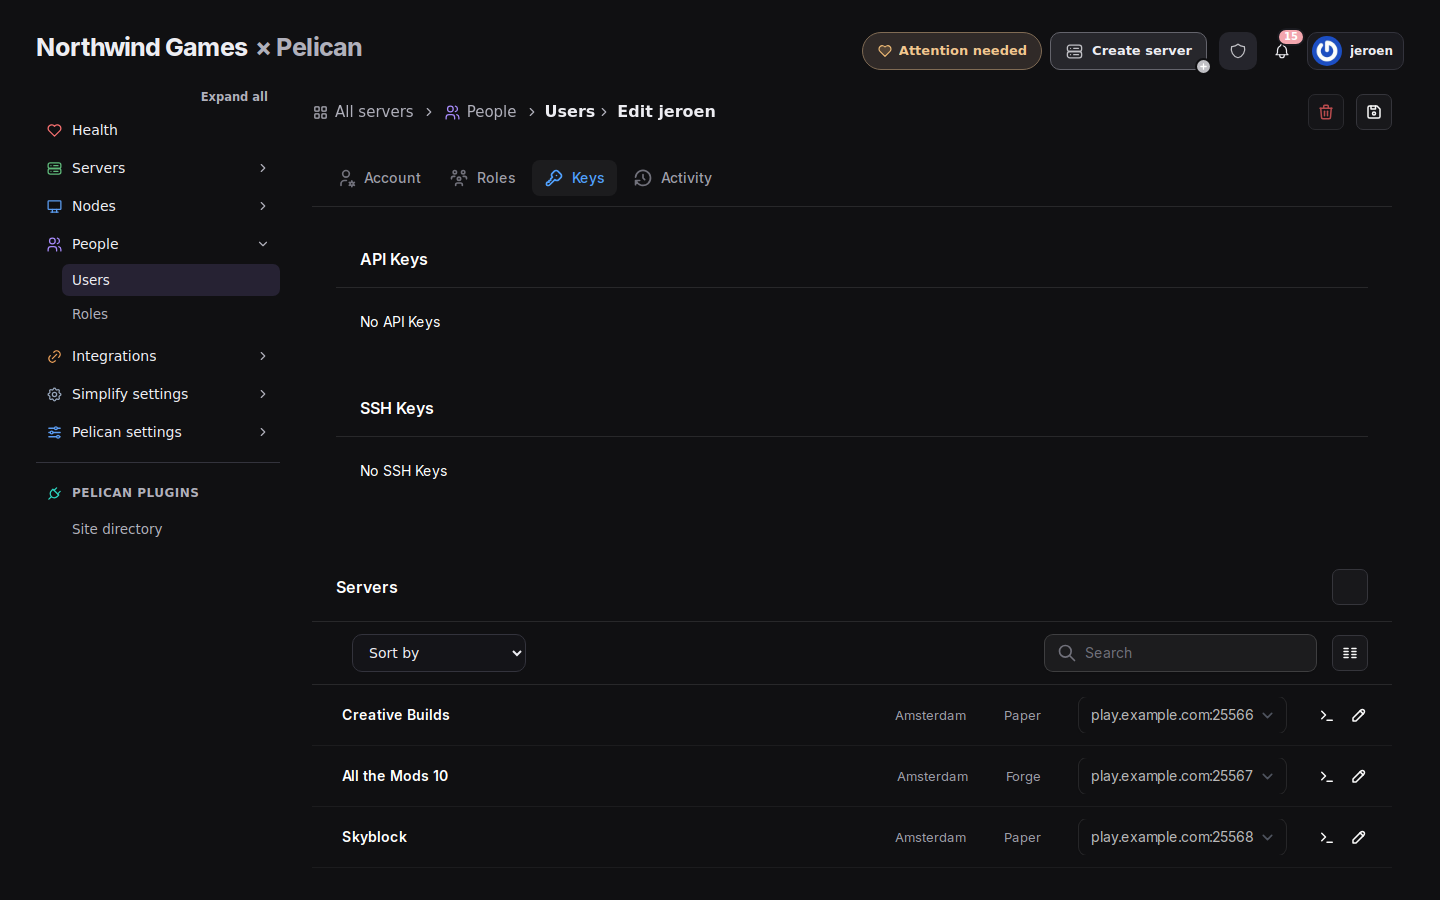 Northwind Games × Pelican
Attention needed
Create server
15
jeroen
Expand all
Health
Servers
Nodes
People
Users
Roles
Integrations
Simplify settings
Pelican settings
PELICAN PLUGINS
Site directory
All servers › People › Users › Edit jeroen
Account Roles Keys Activity
API Keys
No API Keys
SSH Keys
No SSH Keys
Servers
Sort by
Search
Creative Builds Amsterdam Paper play.example.com:25566
All the Mods 10 Amsterdam Forge play.example.com:25567
Skyblock Amsterdam Paper play.example.com:25568